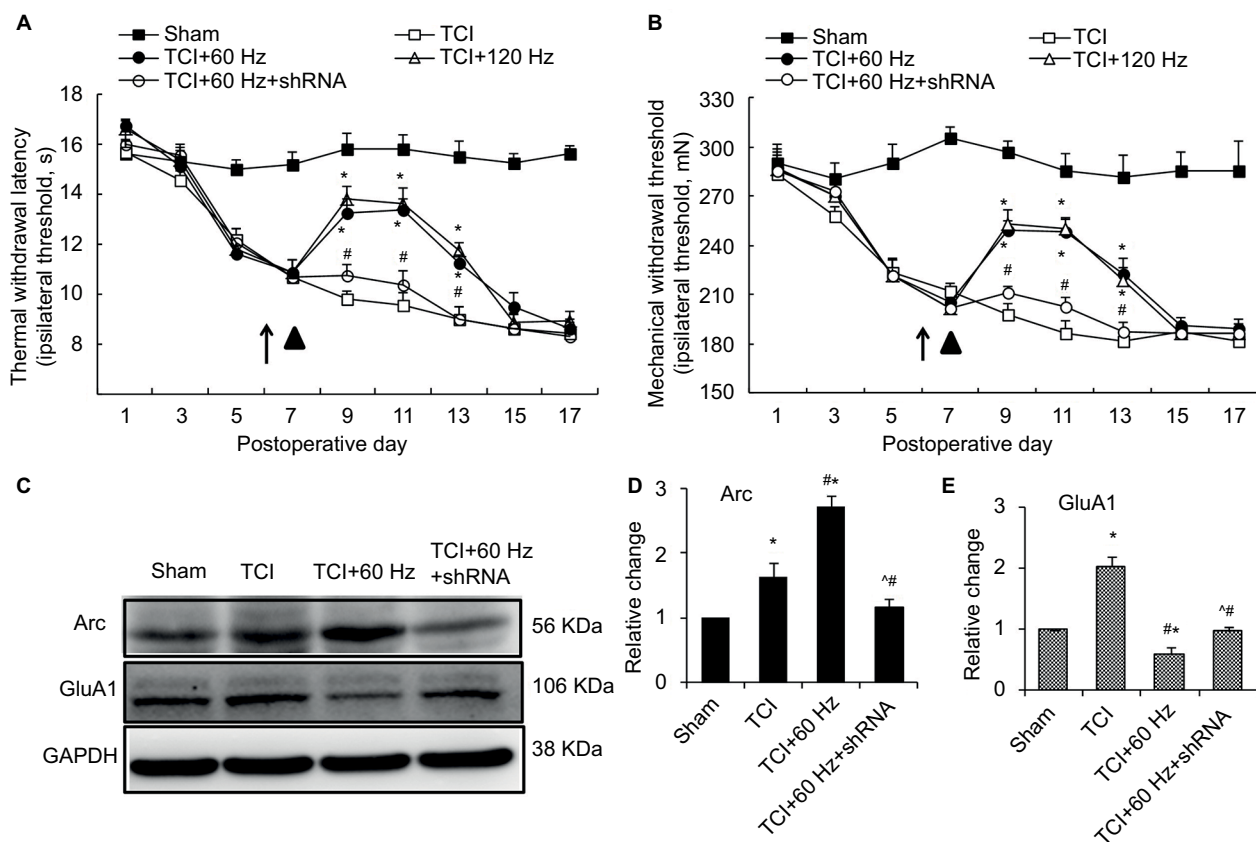 A
Sham
TCI
TCI+60 Hz
TCI+120 Hz
TCI+60 Hz+shRNA
Thermal withdrawal latency
(ipsilateral threshold, s)
18
16
14
12
10
8
* *
* * *
# # *
#
1 3 5 7 9 11 13 15 17
Postoperative day
B
Sham
TCI
TCI+60 Hz
TCI+120 Hz
TCI+60 Hz+shRNA
Mechanical withdrawal threshold
(ipsilateral threshold, mN)
330
300
270
240
210
180
150
* *
* * *
# # *
#
1 3 5 7 9 11 13 15 17
Postoperative day
C
Sham TCI TCI+60 Hz TCI+60 Hz
+shRNA
Arc 56 KDa
GluA1 106 KDa
GAPDH 38 KDa
D
Arc
Relative change
3
2
1
0
*
#*
^#
Sham
TCI
TCI+60 Hz
TCI+60 Hz+shRNA
E
GluA1
Relative change
3
2
1
0
*
#*
^#
Sham
TCI
TCI+60 Hz
TCI+60 Hz+shRNA